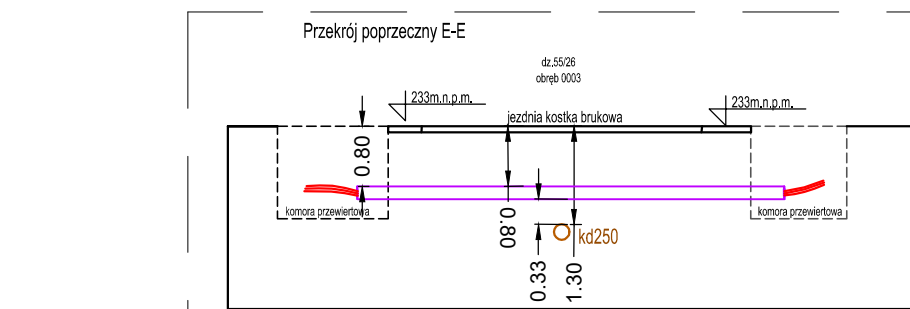 Przekrój poprzeczny E-E
dz.55/26
obręb 0003
233m.n.p.m.
233m.n.p.m.
jezdnia kostka brukowa
0.80
komora przewiertowa
0.80
komora przewiertowa
kd250
0.33
1.30